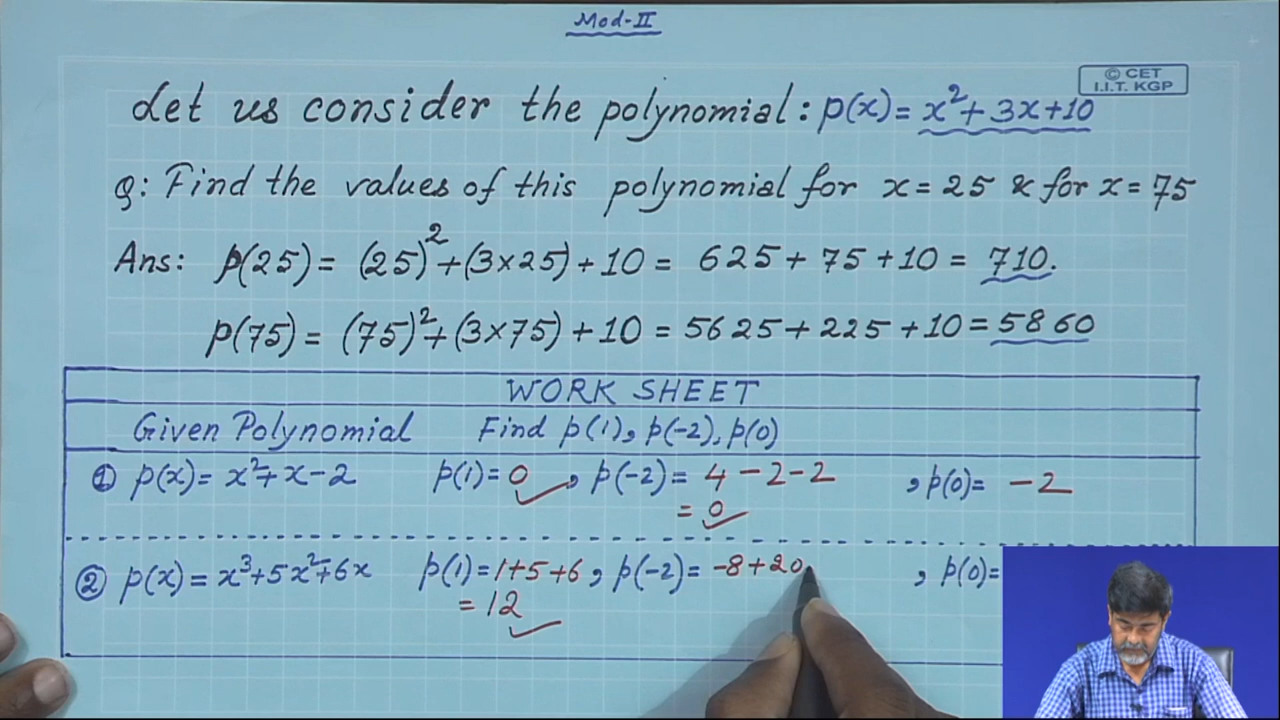 Mod-II
© CET
I.I.T. KGP
Let us consider the polynomial: p(x) = x²+3x+10
Q: Find the values of this polynomial for x=25 & for x=75
Ans: p(25) = (25)²+(3×25)+10 = 625+75+10 = 710.
p(75) = (75)²+(3×75)+10 = 5625+225+10=5860
WORK SHEET
Given Polynomial Find p(1), p(-2), p(0)
① p(x)= x²+x-2 p(1)=0, p(-2)= 4-2-2 , p(0)= -2
= 0
② p(x)= x³+5x²+6x p(1)=1+5+6, p(-2)= -8+20 , p(0)=
= 12